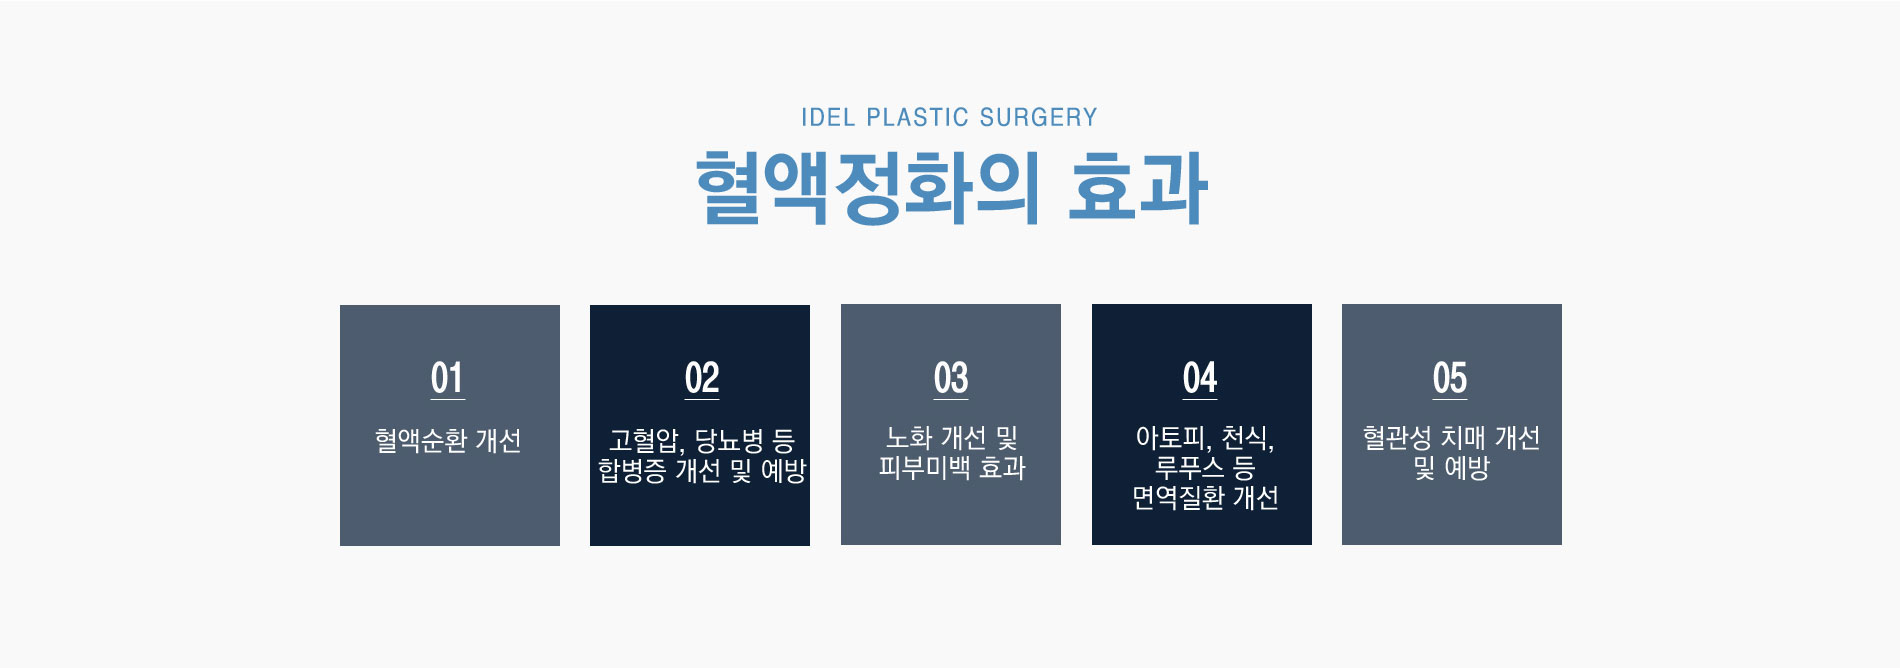 IDEL PLASTIC SURGERY
혈액정화의 효과
01
혈액순환 개선
02
고혈압, 당뇨병 등
합병증 개선 및 예방
03
노화 개선 및
피부미백 효과
04
아토피, 천식,
루푸스 등
면역질환 개선
05
혈관성 치매 개선
및 예방